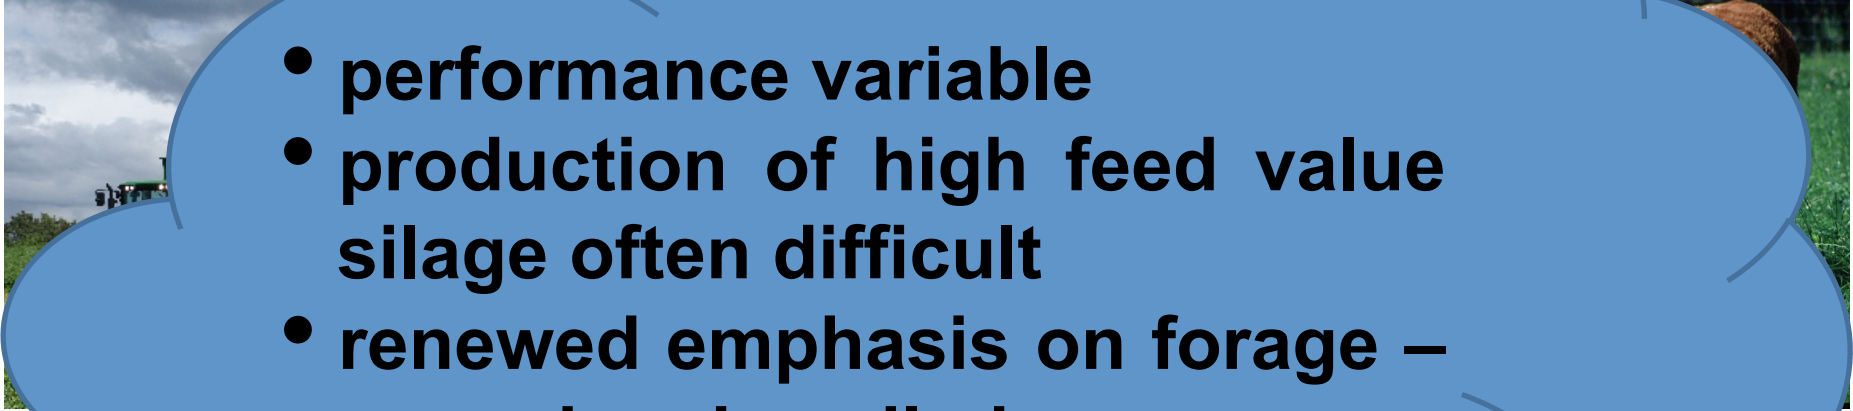 • performance variable
• production of high feed value
silage often difficult
• renewed emphasis on forage –